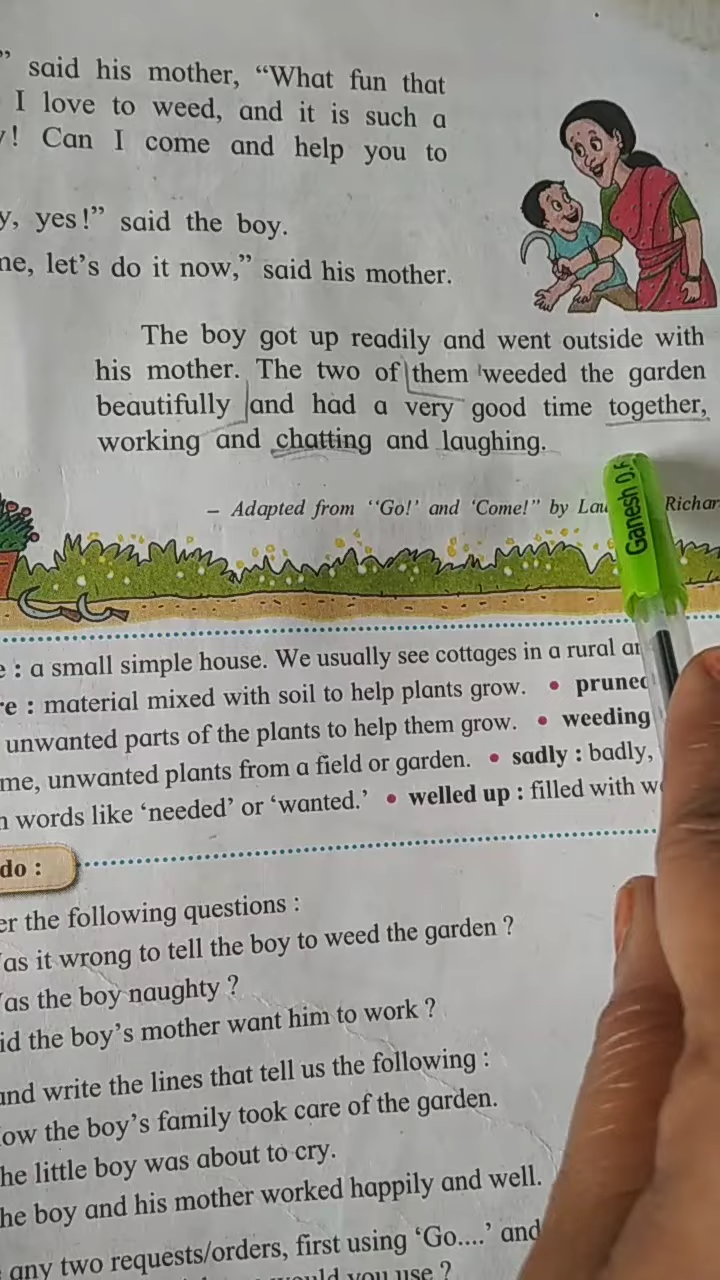 ” said his mother, “What fun that
I love to weed, and it is such a
! Can I come and help you to
y, yes!” said the boy.
ne, let’s do it now,” said his mother.
The boy got up readily and went outside with
his mother. The two of them weeded the garden
beautifully and had a very good time together,
working and chatting and laughing.
– Adapted from “Go!’ and ‘Come!” by Lau Richar
Ganesh 0.
e : a small simple house. We usually see cottages in a rural ar
re : material mixed with soil to help plants grow. • pruned
unwanted parts of the plants to help them grow. • weeding
me, unwanted plants from a field or garden. • sadly : badly,
n words like ‘needed’ or ‘wanted.’ • welled up : filled with w
do :
er the following questions :
as it wrong to tell the boy to weed the garden ?
as the boy naughty ?
id the boy’s mother want him to work ?
and write the lines that tell us the following :
ow the boy’s family took care of the garden.
he little boy was about to cry.
he boy and his mother worked happily and well.
any two requests/orders, first using ‘Go....’ and
would you use ?